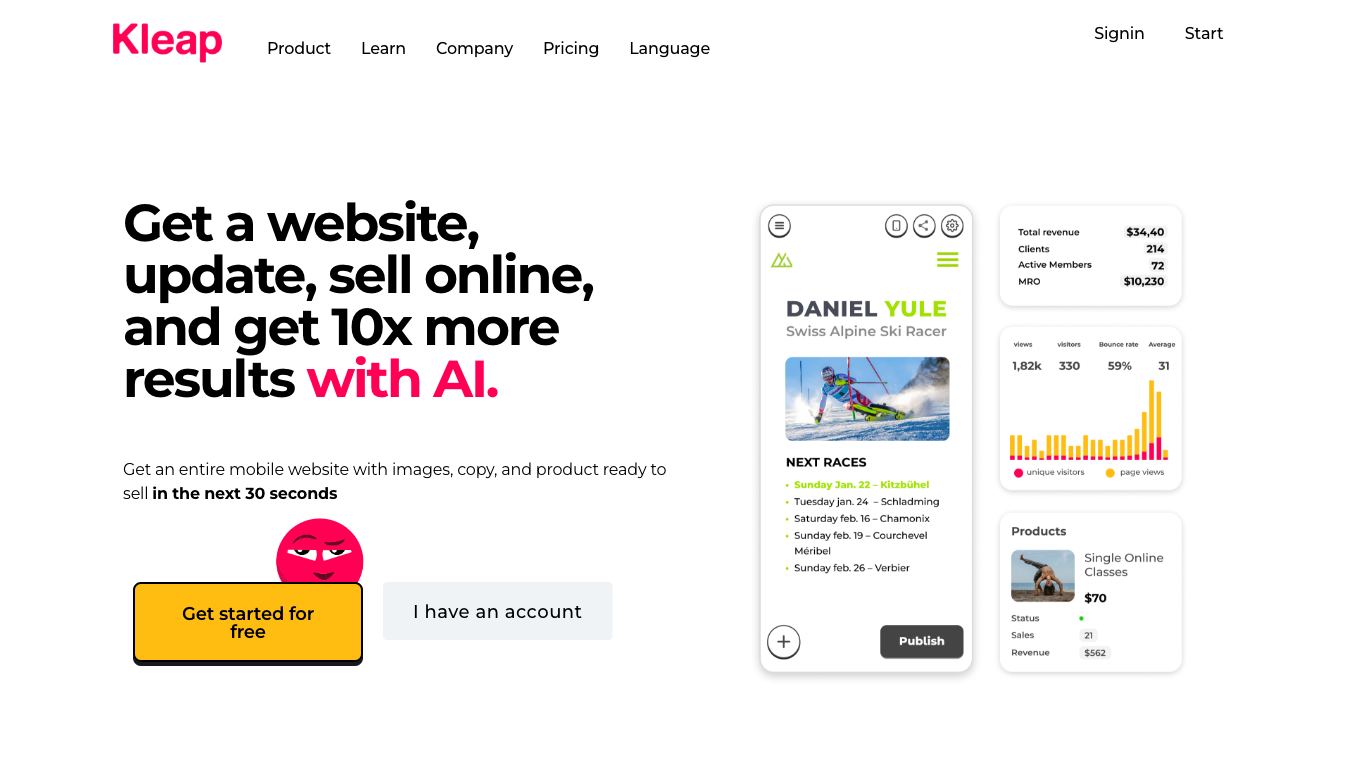 Kleap
Product
Learn
Company
Pricing
Language
Signin
Start
Get a website,
update, sell online,
and get 10x more
results with AI.
Get an entire mobile website with images, copy, and product ready to
sell in the next 30 seconds
Get started for
free
I have an account
DANIEL YULE
Swiss Alpine Ski Racer
NEXT RACES
• Sunday Jan. 22 – Kitzbühel
• Tuesday jan. 24 – Schladming
• Saturday feb. 16 – Chamonix
• Sunday feb. 19 – Courchevel
Méribel
• Sunday feb. 26 – Verbier
Publish
Total revenue $34,40
Clients 214
Active Members 72
MRO $10,230
views visitors Bounce rate Average
1,82k 330 59% 31
unique visitors page views
Products
Single Online
Classes
$70
Status
Sales 21
Revenue $562